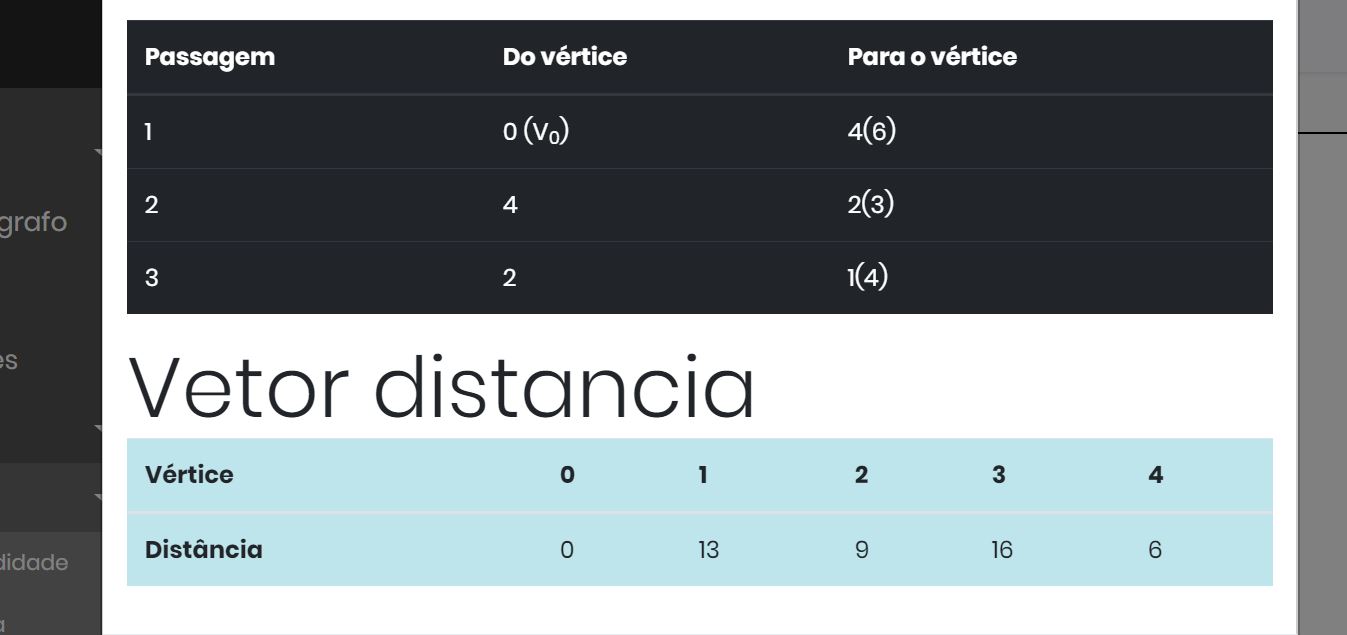 Passagem Do vértice Para o vértice
1 0 (V₀) 4(6)
2 4 2(3)
grafo
3 2 1(4)
es
Vetor distancia
Vértice 0 1 2 3 4
Distância 0 13 9 16 6
didade
a